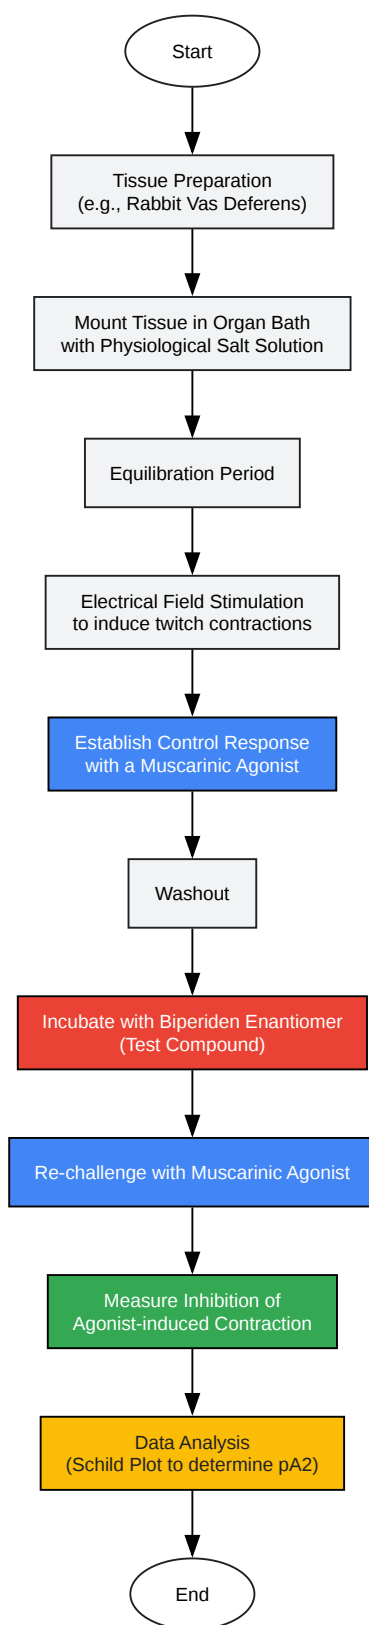 Start
Tissue Preparation
(e.g., Rabbit Vas Deferens)
Mount Tissue in Organ Bath
with Physiological Salt Solution
Equilibration Period
Electrical Field Stimulation
to induce twitch contractions
Establish Control Response
with a Muscarinic Agonist
Washout
Incubate with Biperiden Enantiomer
(Test Compound)
Re-challenge with Muscarinic Agonist
Measure Inhibition of
Agonist-induced Contraction
Data Analysis
(Schild Plot to determine pA2)
End